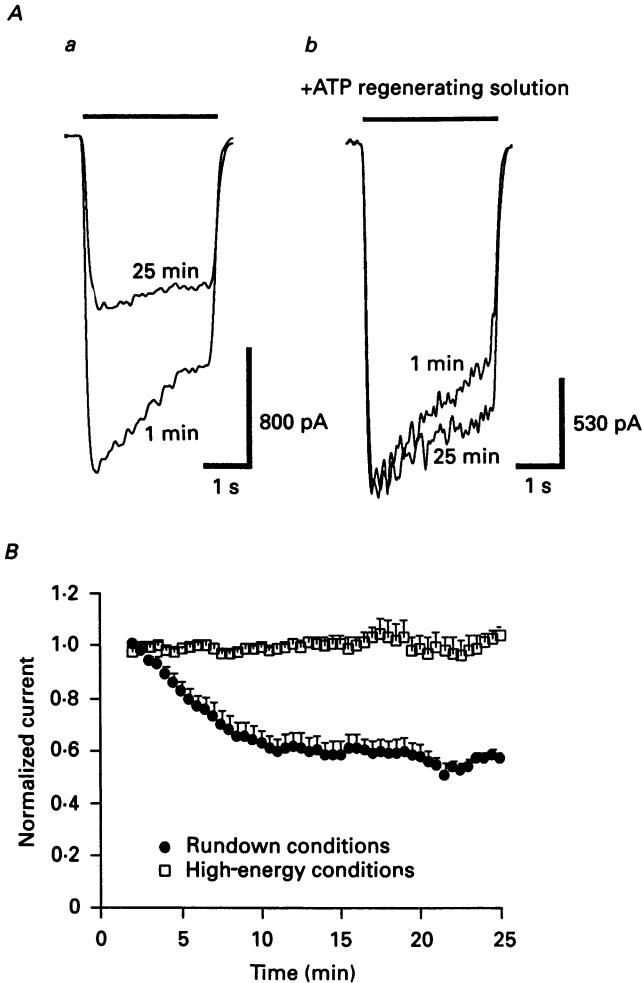 A
a
b
+ATP regenerating solution
25 min
1 min
800 pA
1 s
1 min
25 min
530 pA
1 s
B
1·2
1·0
0·8
0·6
0·4
0·2
0
Normalized current
Rundown conditions
High-energy conditions
0
5
10
15
20
25
Time (min)